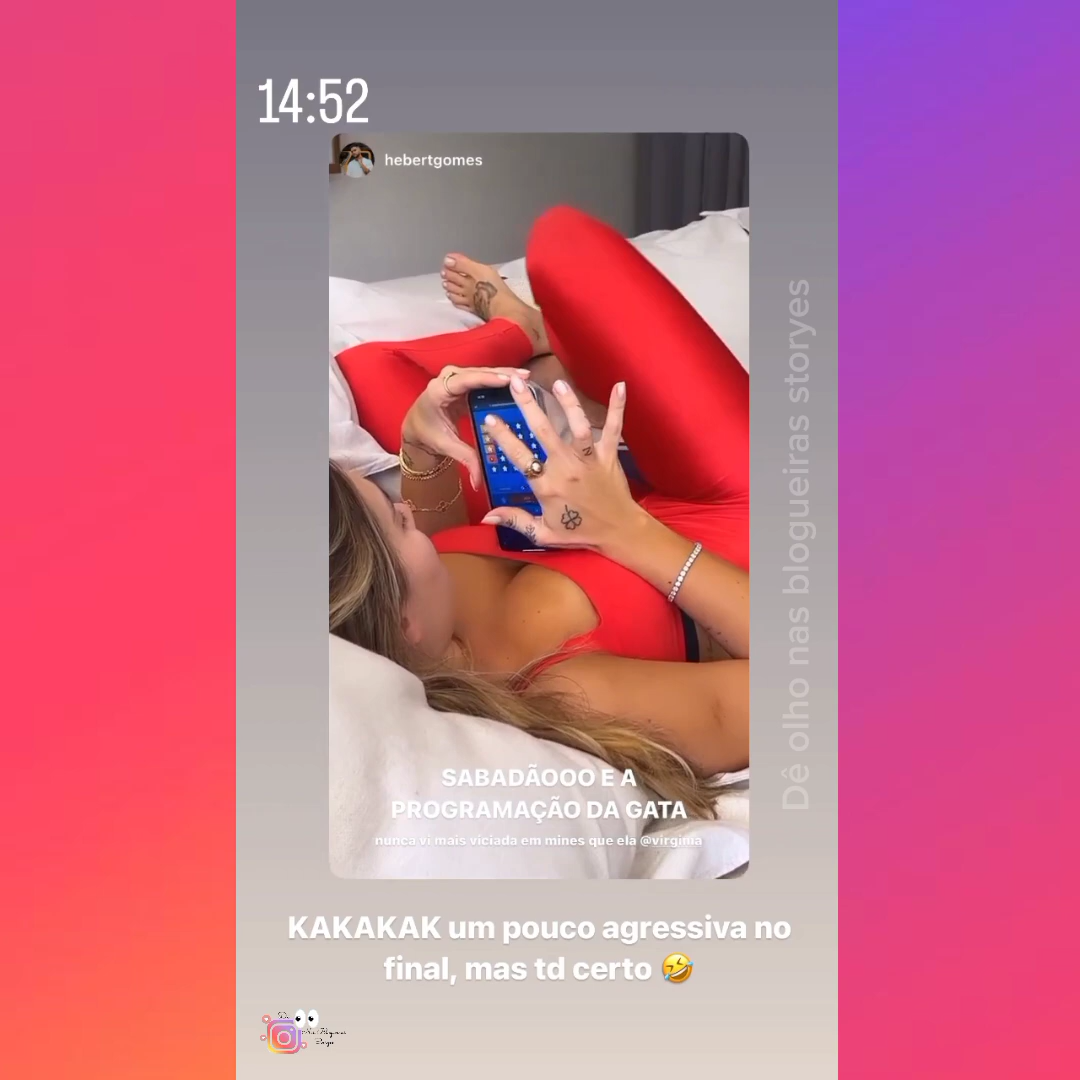 14:52
hebertgomes
SABADÃOOO E A
PROGRAMAÇÃO DA GATA
nunca vi mais viciada em mines que ela @virginia
KAKAKAK um pouco agressiva no
final, mas td certo 🤣
Dê olho nas blogueiras storyes